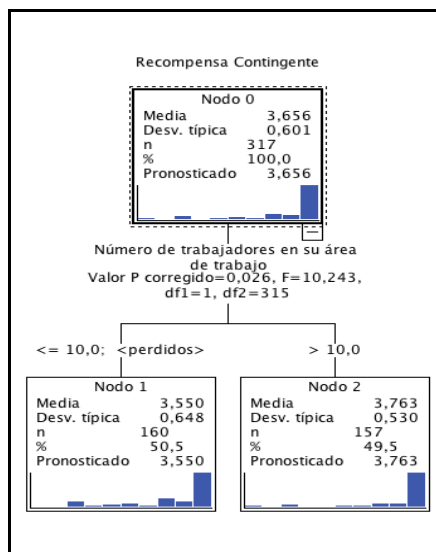 Recompensa Contingente
Nodo 0
Media 3,656
Desv. típica 0,601
n 317
% 100,0
Pronosticado 3,656
Número de trabajadores en su área
de trabajo
Valor P corregido=0,026, F=10,243,
df1=1, df2=315
<= 10,0; <perdidos>
> 10,0
Nodo 1
Media 3,550
Desv. típica 0,648
n 160
% 50,5
Pronosticado 3,550
Nodo 2
Media 3,763
Desv. típica 0,530
n 157
% 49,5
Pronosticado 3,763